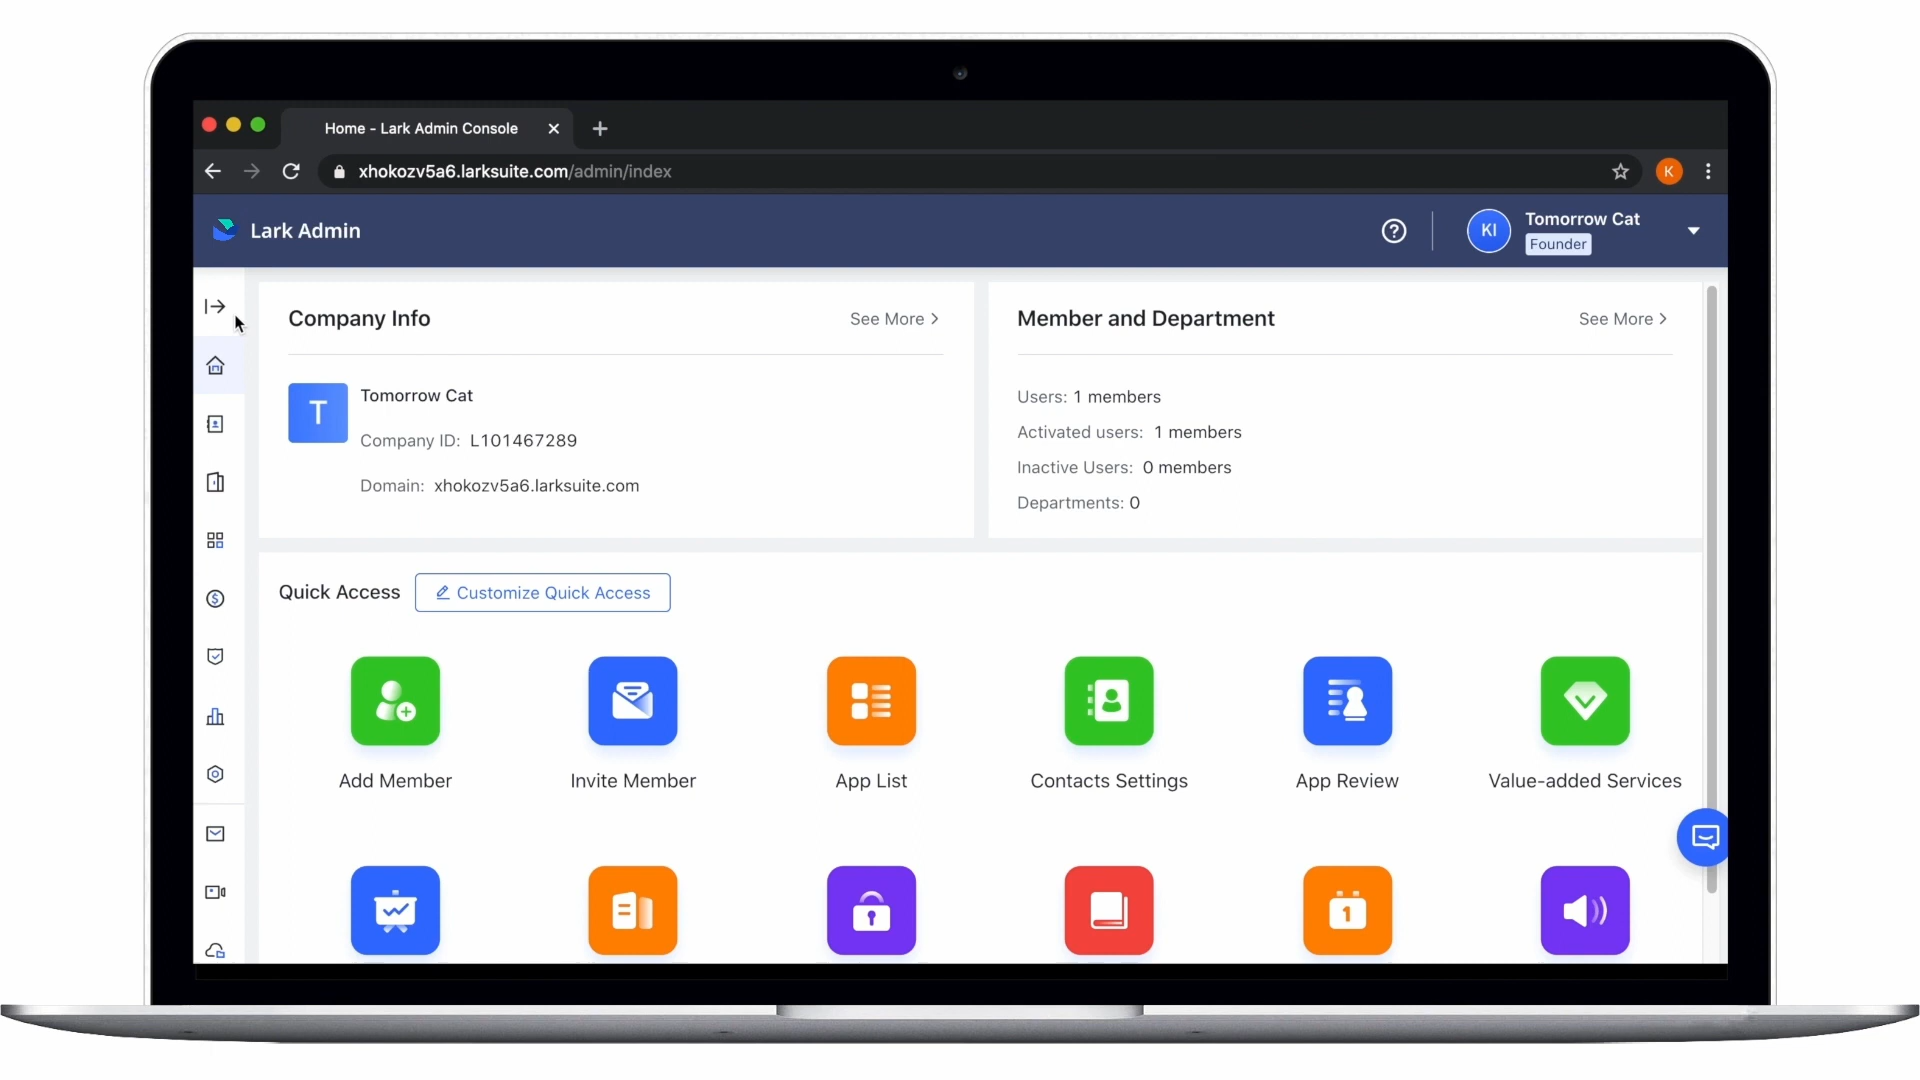 Home - Lark Admin Console
xhokozv5a6.larksuite.com/admin/index
K
Lark Admin
KI
Tomorrow Cat
Founder
Company Info
See More
T
Tomorrow Cat
Company ID: L101467289
Domain: xhokozv5a6.larksuite.com
Member and Department
See More
Users: 1 members
Activated users: 1 members
Inactive Users: 0 members
Departments: 0
Quick Access
Customize Quick Access
Add Member
Invite Member
App List
Contacts Settings
App Review
Value-added Services
1